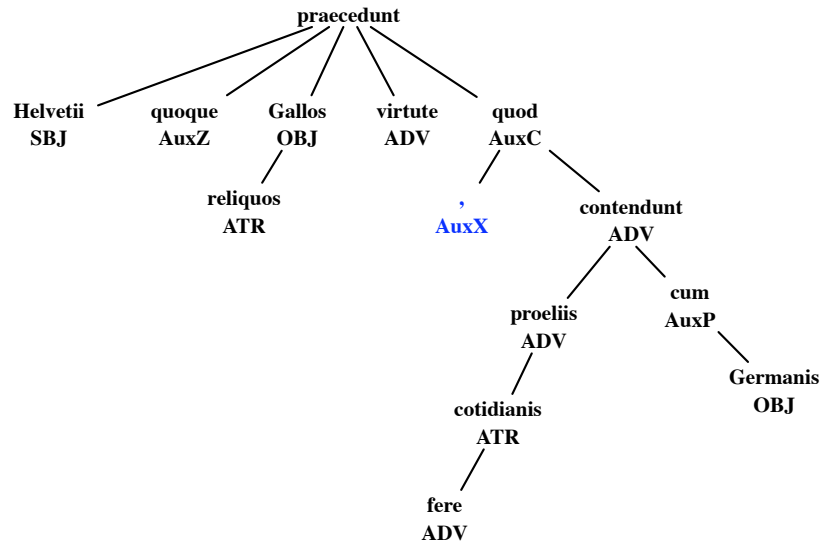 praecedunt
Helvetii quoque Gallos virtute quod
SBJ AuxZ OBJ ADV AuxC
reliquos , contendunt
ATR AuxX ADV
cum
proeliis AuxP
ADV
Germanis
cotidianis OBJ
ATR
fere
ADV